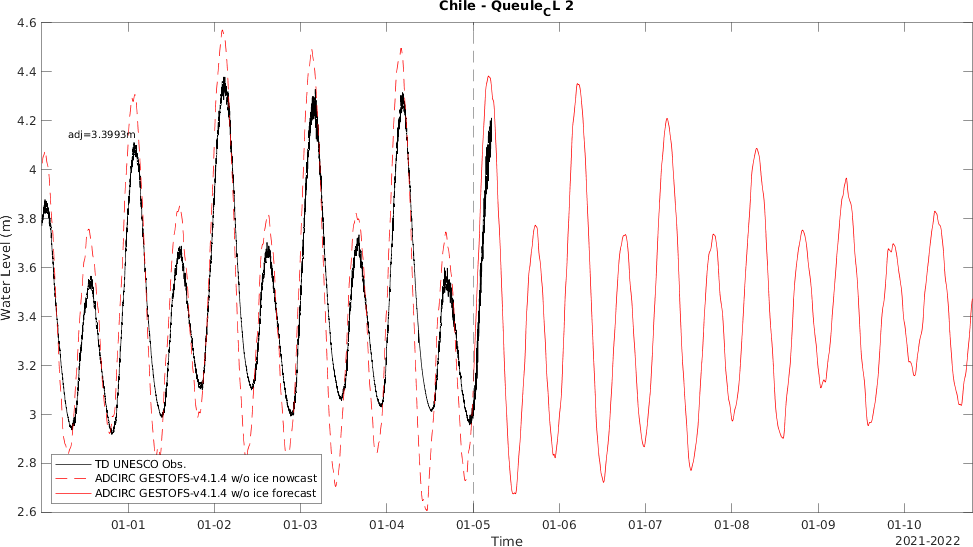 Chile - QueuleCL 2
4.6
4.4
4.2
4
3.8
3.6
3.4
3.2
3
2.8
2.6
Water Level (m)
adj=3.3993m
TD UNESCO Obs.
ADCIRC GESTOFS-v4.1.4 w/o ice nowcast
ADCIRC GESTOFS-v4.1.4 w/o ice forecast
01-01 01-02 01-03 01-04 01-05 01-06 01-07 01-08 01-09 01-10
Time
2021-2022